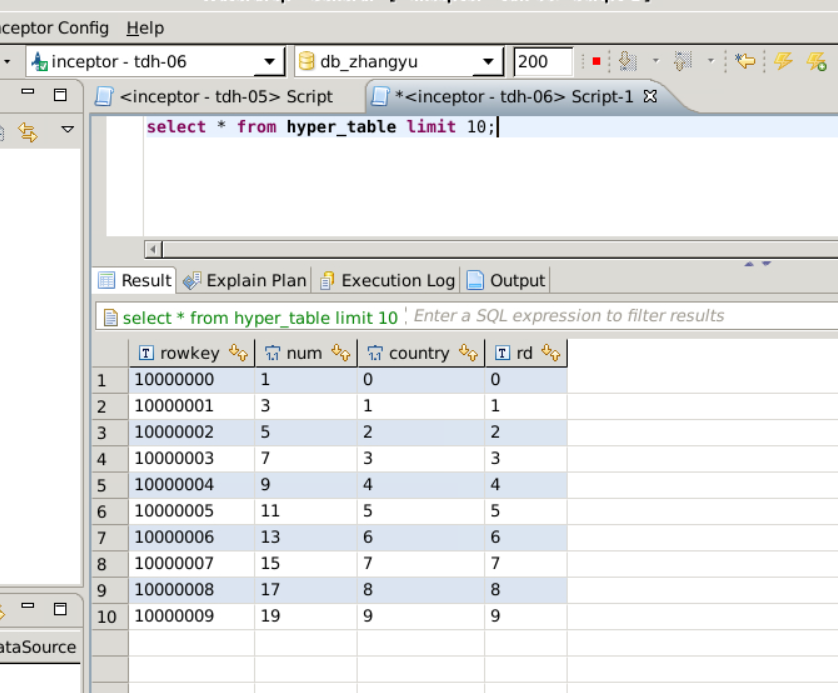 nceptor Config Help
inceptor - tdh-06 db_zhangyu 200
<inceptor - tdh-05> Script *<inceptor - tdh-06> Script-1
select * from hyper_table limit 10;
Result Explain Plan Execution Log Output
select * from hyper_table limit 10 Enter a SQL expression to filter results
rowkey num country rd
1 10000000 1 0 0
2 10000001 3 1 1
3 10000002 5 2 2
4 10000003 7 3 3
5 10000004 9 4 4
6 10000005 11 5 5
7 10000006 13 6 6
8 10000007 15 7 7
9 10000008 17 8 8
10 10000009 19 9 9
ataSource